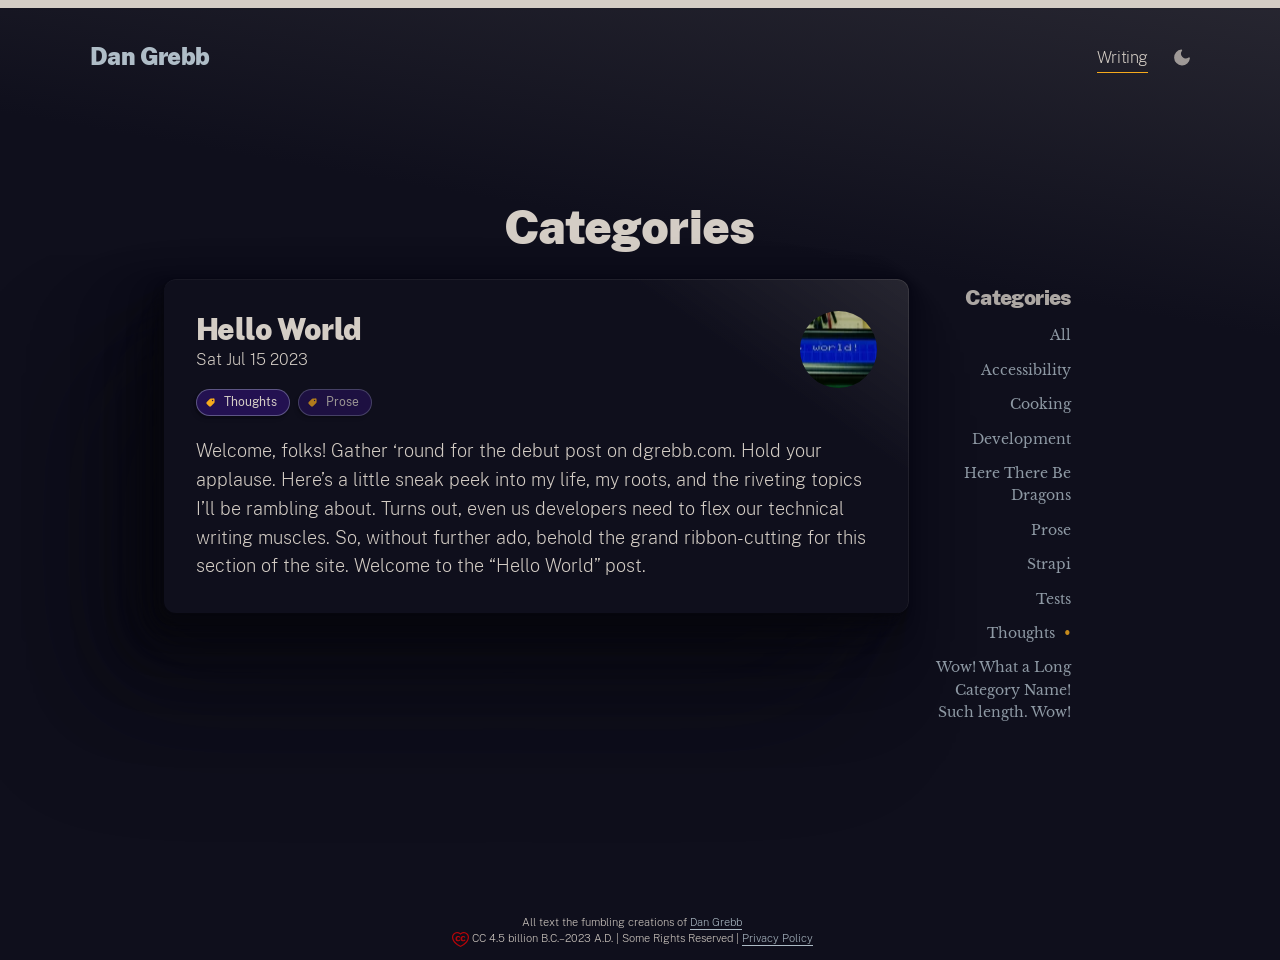 Dan Grebb
Writing
Categories
Hello World
Sat Jul 15 2023
world!
Thoughts
Prose
Welcome, folks! Gather ‘round for the debut post on dgrebb.com. Hold your
applause. Here’s a little sneak peek into my life, my roots, and the riveting topics
I’ll be rambling about. Turns out, even us developers need to flex our technical
writing muscles. So, without further ado, behold the grand ribbon-cutting for this
section of the site. Welcome to the “Hello World” post.
Categories
All
Accessibility
Cooking
Development
Here There Be
Dragons
Prose
Strapi
Tests
Thoughts •
Wow! What a Long
Category Name!
Such length. Wow!
All text the fumbling creations of Dan Grebb
CC CC 4.5 billion B.C.–2023 A.D. | Some Rights Reserved | Privacy Policy